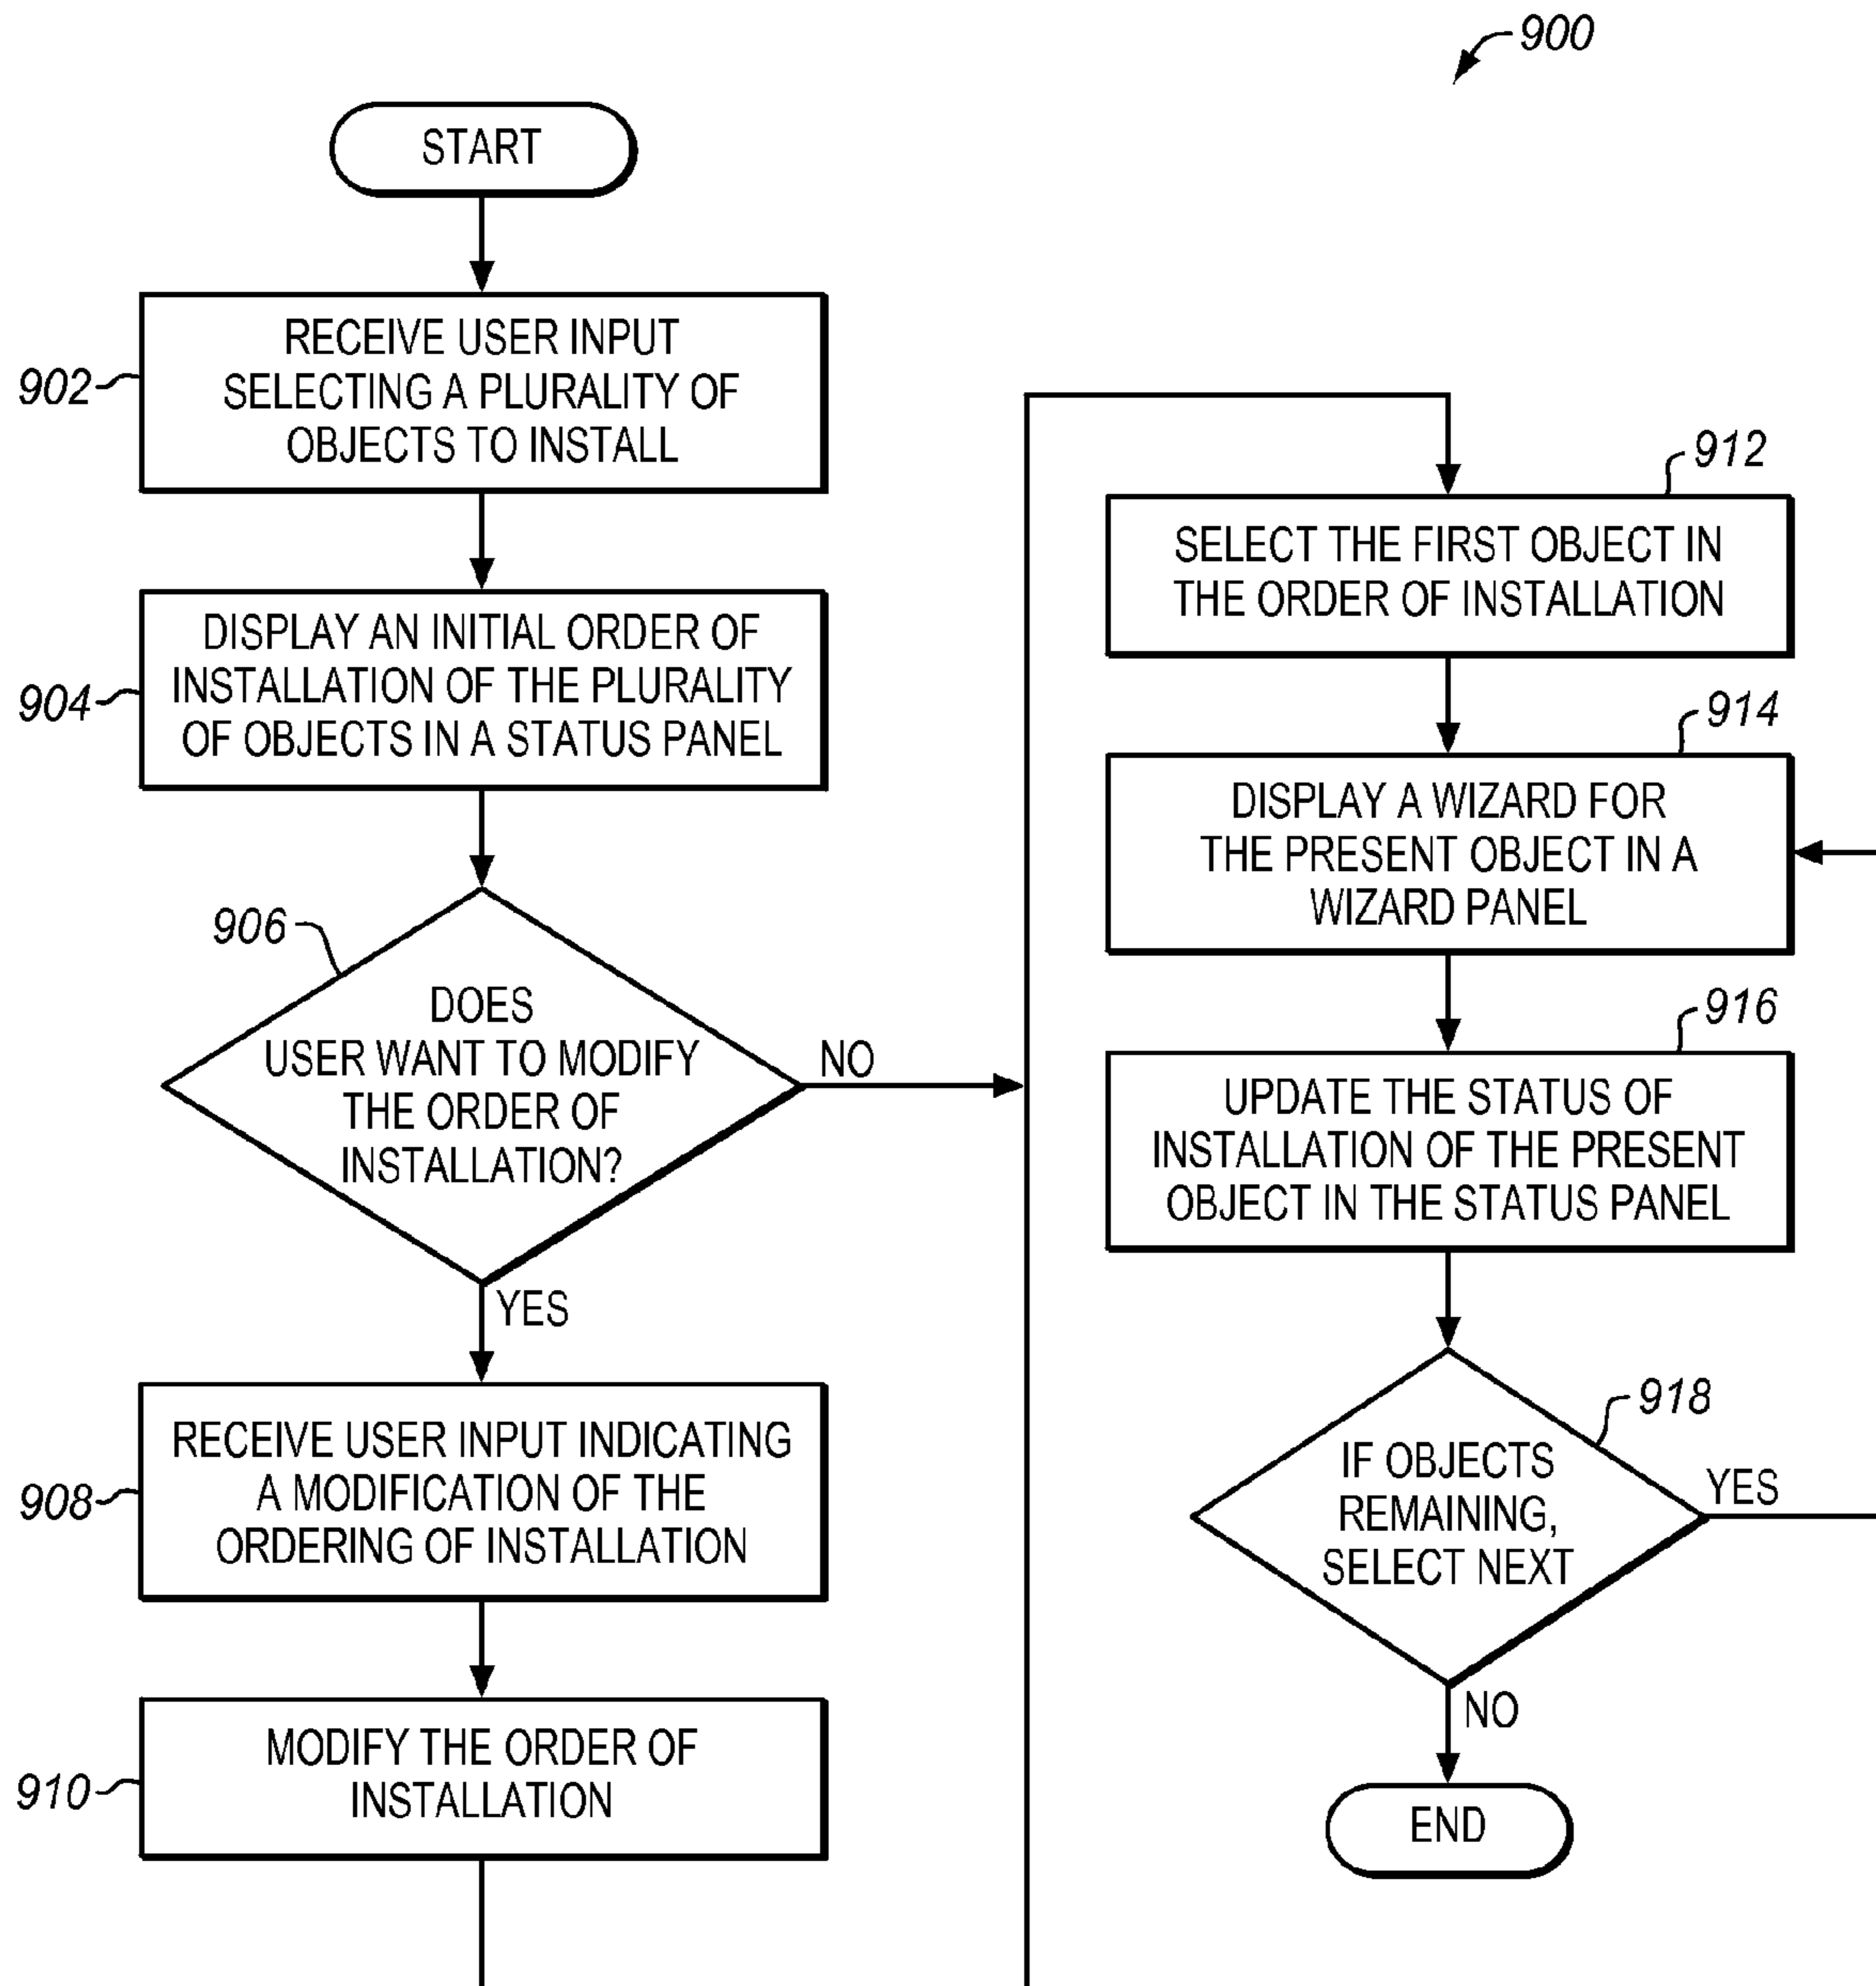 900
START
902
RECEIVE USER INPUT
SELECTING A PLURALITY OF
OBJECTS TO INSTALL
904
DISPLAY AN INITIAL ORDER OF
INSTALLATION OF THE PLURALITY
OF OBJECTS IN A STATUS PANEL
906
DOES
USER WANT TO MODIFY
THE ORDER OF
INSTALLATION?
NO
YES
908
RECEIVE USER INPUT INDICATING
A MODIFICATION OF THE
ORDERING OF INSTALLATION
910
MODIFY THE ORDER OF
INSTALLATION
912
SELECT THE FIRST OBJECT IN
THE ORDER OF INSTALLATION
914
DISPLAY A WIZARD FOR
THE PRESENT OBJECT IN A
WIZARD PANEL
916
UPDATE THE STATUS OF
INSTALLATION OF THE PRESENT
OBJECT IN THE STATUS PANEL
918
IF OBJECTS
REMAINING,
SELECT NEXT
YES
NO
END